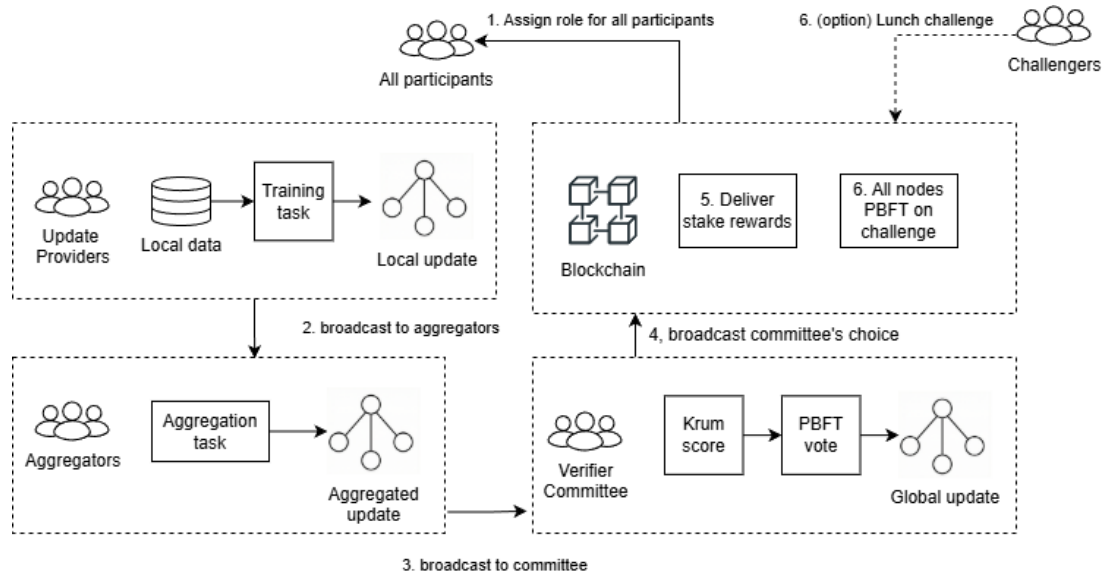 1. Assign role for all participants
6. (option) Lunch challenge
All participants
Challengers
Training
task
Update
Providers
Local data
Local update
Blockchain
5. Deliver
stake rewards
6. All nodes
PBFT on
challenge
2. broadcast to aggregators
4, broadcast committee's choice
Aggregators
Aggregation
task
Aggregated
update
Verifier
Committee
Krum
score
PBFT
vote
Global update
3. broadcast to committee